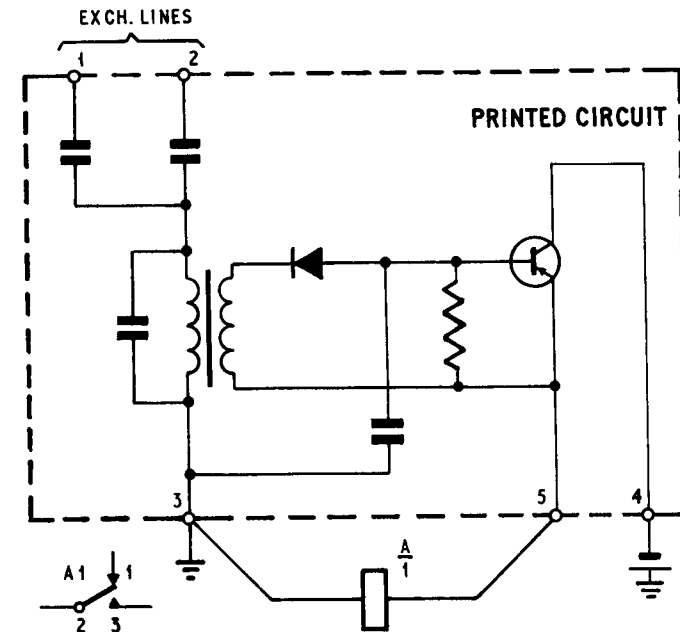 EXCH. LINES
1 2
PRINTED CIRCUIT
3 5 4
A
1
A1 1
2 3